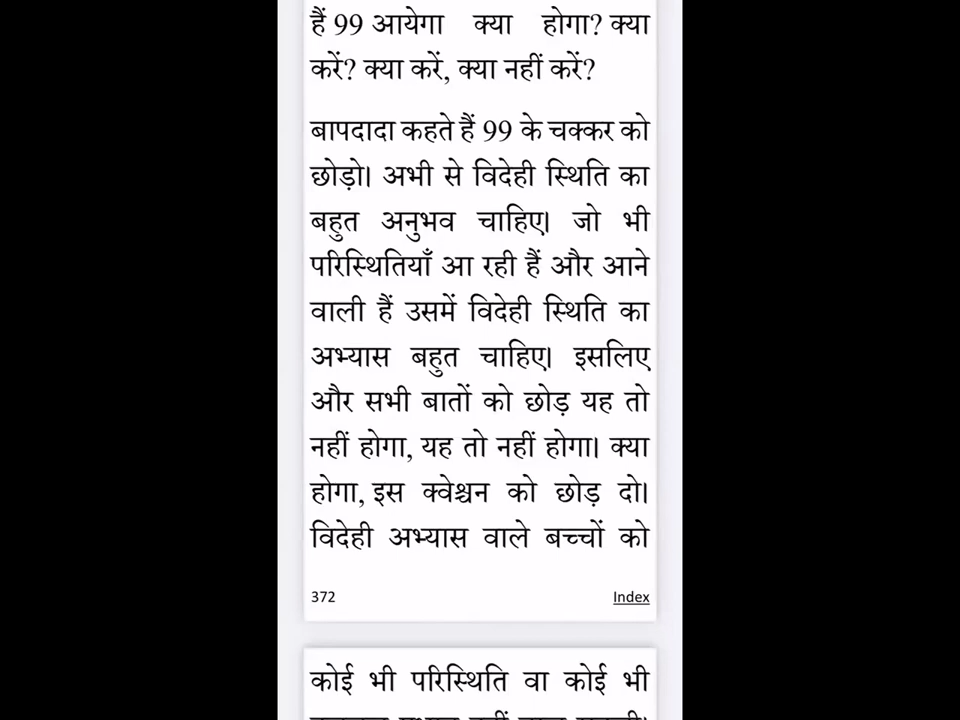 हैं 99 आयेगा क्या होगा? क्या
करें? क्या करें, क्या नहीं करें?
बापदादा कहते हैं 99 के चक्कर को
छोड़ो। अभी से विदेही स्थिति का
बहुत अनुभव चाहिए। जो भी
परिस्थितियाँ आ रही हैं और आने
वाली हैं उसमें विदेही स्थिति का
अभ्यास बहुत चाहिए। इसलिए
और सभी बातों को छोड़ यह तो
नहीं होगा, यह तो नहीं होगा। क्या
होगा, इस क्वेश्चन को छोड़ दो।
विदेही अभ्यास वाले बच्चों को
372 Index
कोई भी परिस्थिति वा कोई भी